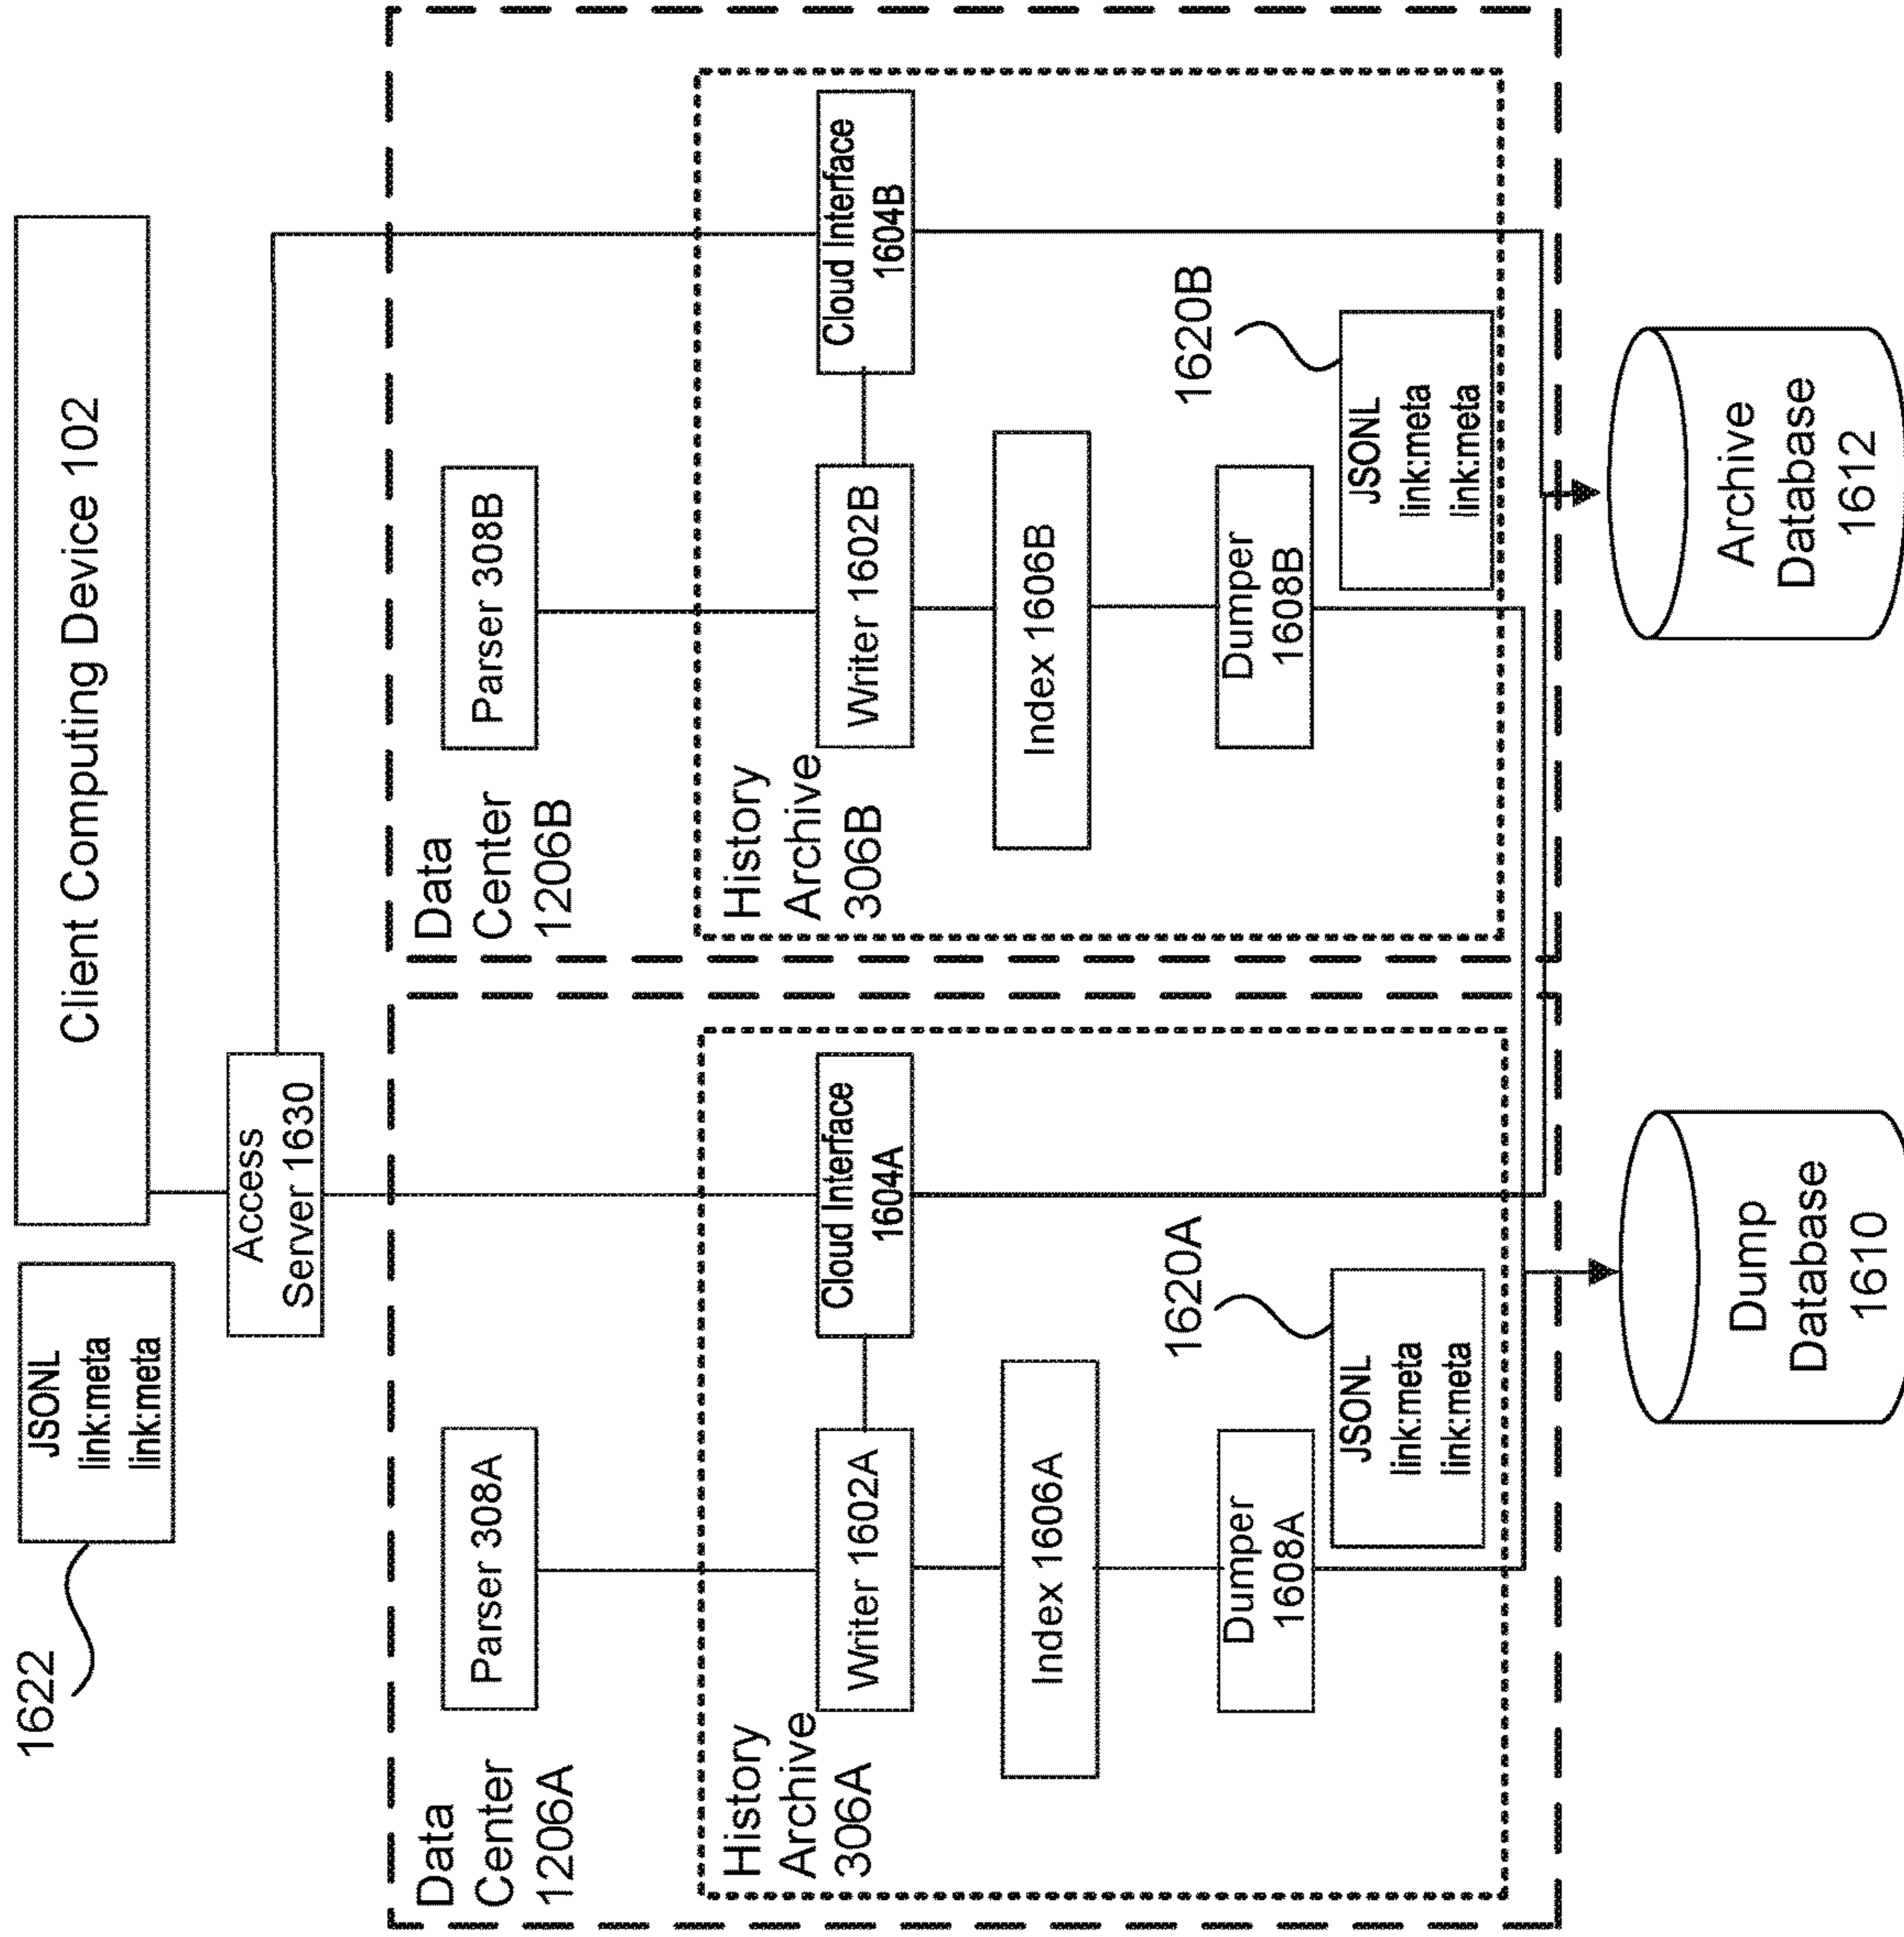 1622
JSONL
link:meta
link:meta
Client Computing Device 102
Access
Server 1630
Data
Center
1206A
Parser 308A
History
Archive
306A
Writer 1602A
Cloud Interface
1604A
Index 1606A
Dumper
1608A
1620A
JSONL
link:meta
link:meta
Data
Center
1206B
Parser 308B
History
Archive
306B
Writer 1602B
Cloud Interface
1604B
Index 1606B
Dumper
1608B
1620B
JSONL
link:meta
link:meta
Dump
Database
1610
Archive
Database
1612